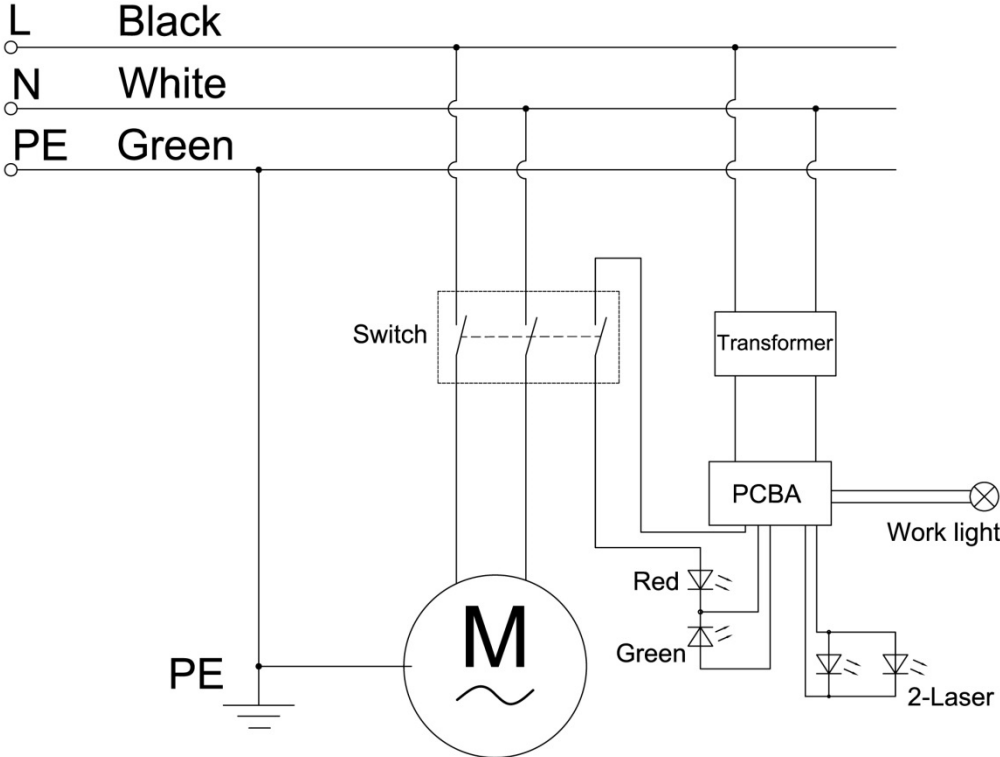 L Black
N White
PE Green
Switch
Transformer
PCBA
Work light
Red
Green
M
PE
2-Laser